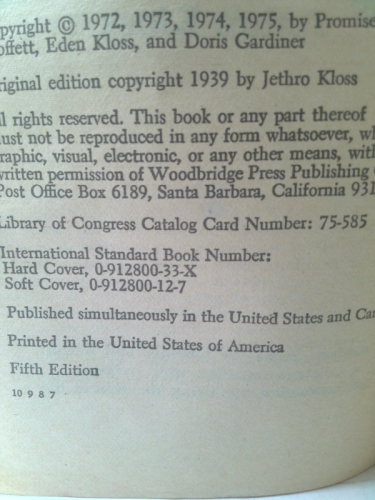 pyright © 1972, 1973, 1974, 1975, by Promise
offett, Eden Kloss, and Doris Gardiner
riginal edition copyright 1939 by Jethro Kloss
ll rights reserved. This book or any part thereof
ust not be reproduced in any form whatsoever, wh
raphic, visual, electronic, or any other means, with
written permission of Woodbridge Press Publishing
Post Office Box 6189, Santa Barbara, California 931
Library of Congress Catalog Card Number: 75-585
International Standard Book Number:
Hard Cover, 0-912800-33-X
Soft Cover, 0-912800-12-7
Published simultaneously in the United States and Ca
Printed in the United States of America
Fifth Edition
10 9 8 7